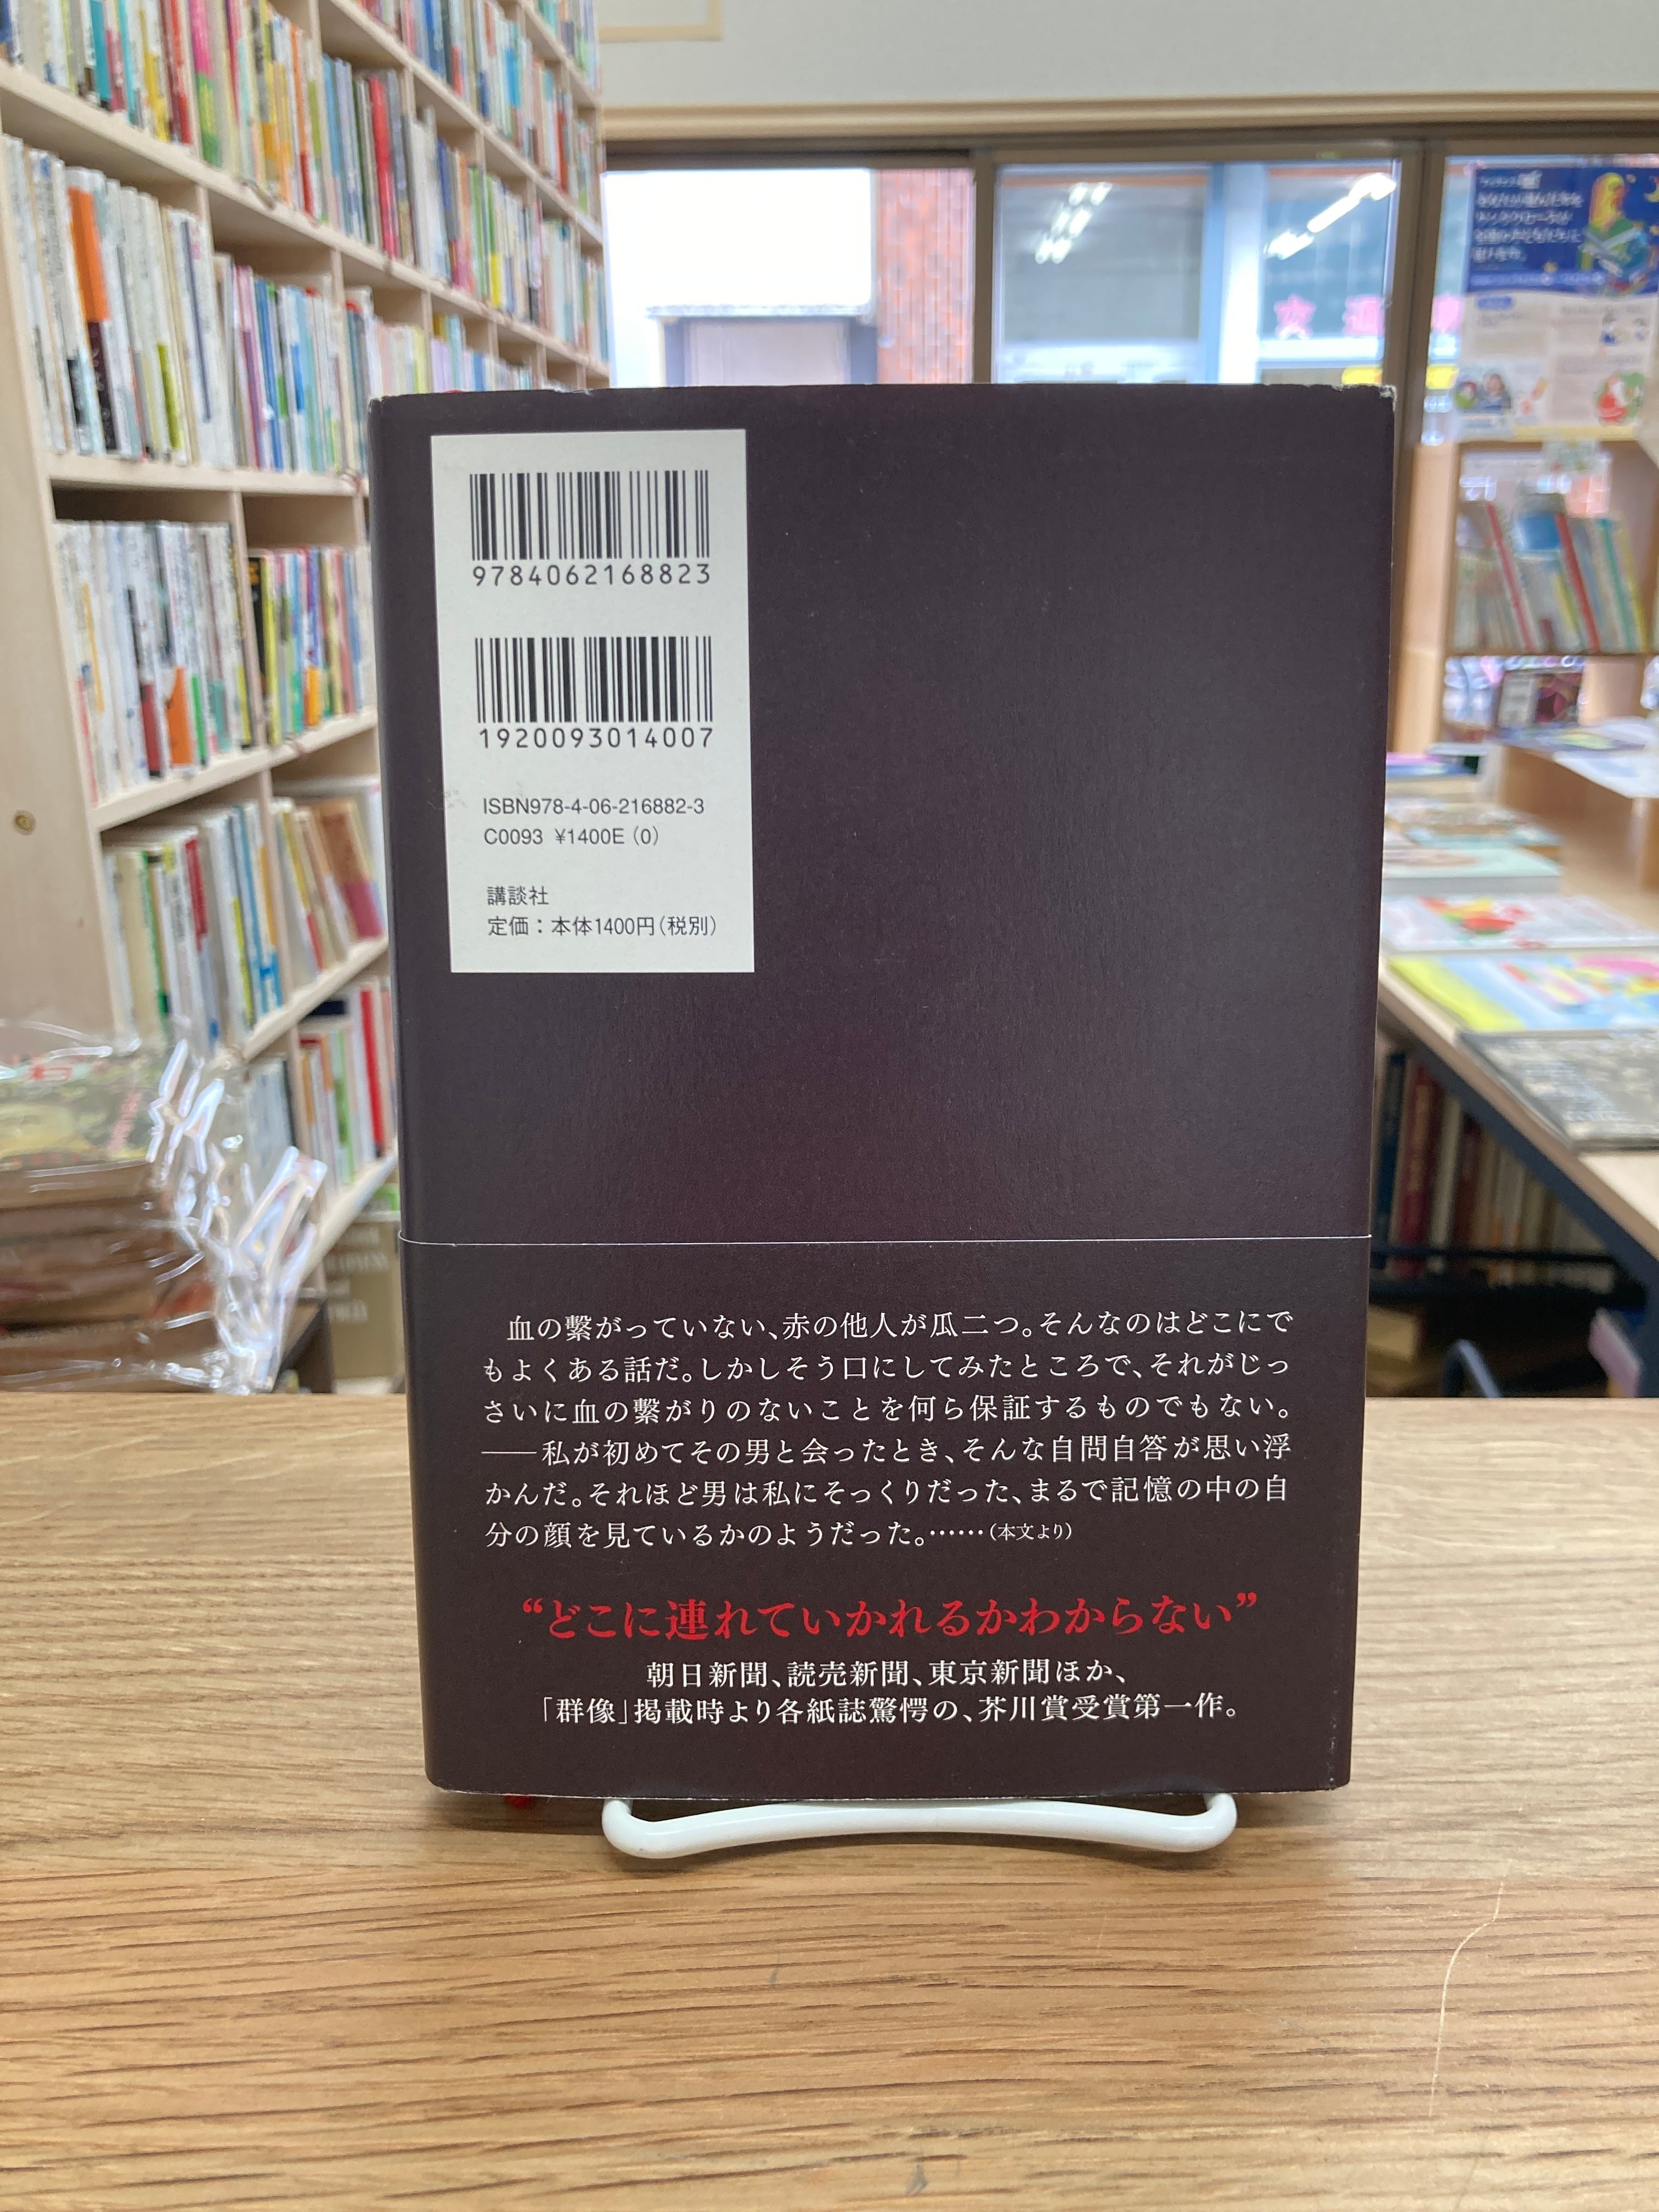 9784062168823
1920093014007
ISBN978-4-06-216882-3
C0093 ¥1400E (0)
講談社
定価：本体1400円(税別)
血の繫がっていない、赤の他人が瓜二つ。そんなのはどこにで
もよくある話だ。しかしそう口にしてみたところで、それがじっ
さいに血の繫がりのないことを何ら保証するものでもない。
――私が初めてその男と会ったとき、そんな自問自答が思い浮
かんだ。それほど男は私にそっくりだった、まるで記憶の中の自
分の顔を見ているかのようだった。……(本文より)
“どこに連れていかれるかわからない”
朝日新聞、読売新聞、東京新聞ほか、
「群像」掲載時より各紙誌驚愕の、芥川賞受賞第一作。